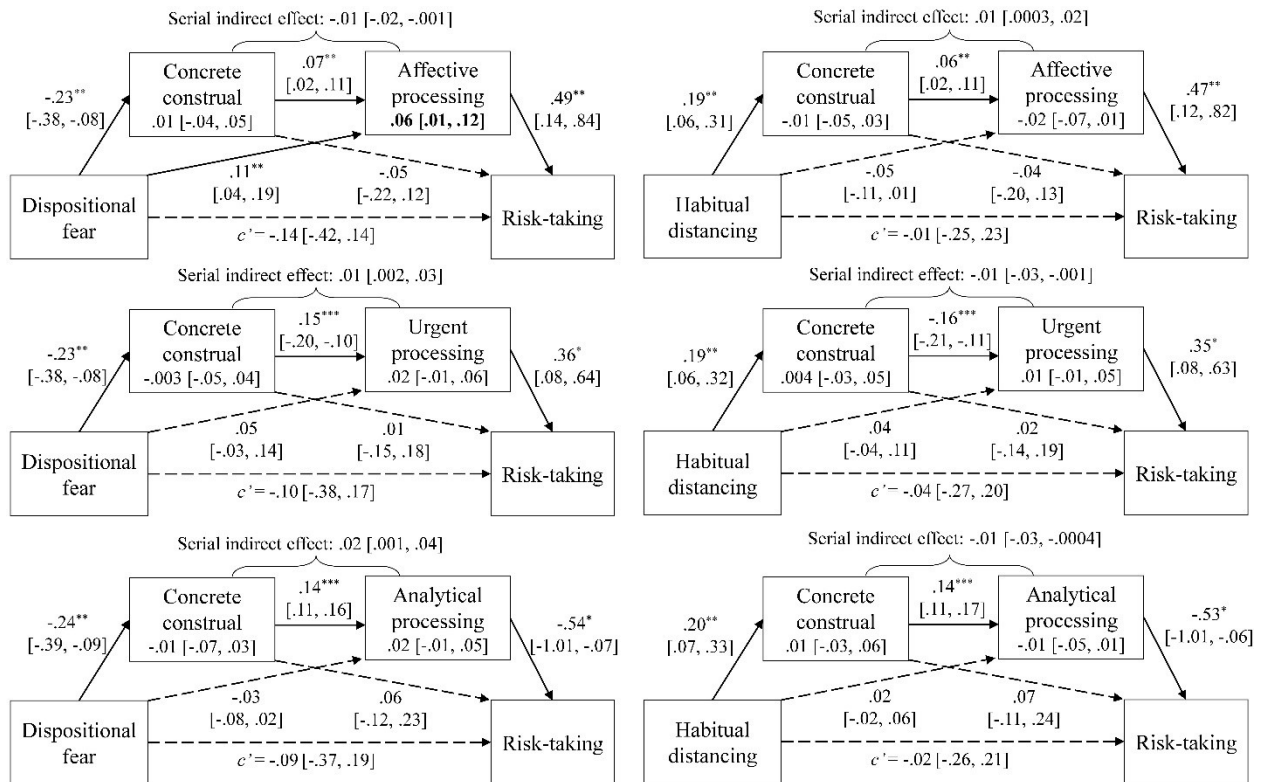 Serial indirect effect: -.01 [-.02, -.001]
-.23**
[-.38, -.08]
Concrete
construal
.01 [-.04, .05]
.07**
[.02, .11]
Affective
processing
.06 [.01, .12]
.49**
[.14, .84]
Dispositional
fear
.11**
[.04, .19]
-.05
[-.22, .12]
Risk-taking
c' = -.14 [-.42, .14]
Serial indirect effect: .01 [.0003, .02]
.19**
[.06, .31]
Concrete
construal
-.01 [-.05, .03]
.06**
[.02, .11]
Affective
processing
-.02 [-.07, .01]
.47**
[.12, .82]
Habitual
distancing
-.05
[-.11, .01]
-.04
[-.20, .13]
Risk-taking
c' = -.01 [-.25, .23]
Serial indirect effect: .01 [.002, .03]
-.23**
[-.38, -.08]
Concrete
construal
-.003 [-.05, .04]
.15***
[-.20, -.10]
Urgent
processing
.02 [-.01, .06]
.36*
[.08, .64]
Dispositional
fear
.05
[-.03, .14]
.01
[-.15, .18]
Risk-taking
c' = -.10 [-.38, .17]
Serial indirect effect: -.01 [-.03, -.001]
.19**
[.06, .32]
Concrete
construal
.004 [-.03, .05]
-.16***
[-.21, -.11]
Urgent
processing
.01 [-.01, .05]
.35*
[.08, .63]
Habitual
distancing
.04
[-.04, .11]
.02
[-.14, .19]
Risk-taking
c' = -.04 [-.27, .20]
Serial indirect effect: .02 [.001, .04]
-.24**
[-.39, -.09]
Concrete
construal
-.01 [-.07, .03]
.14***
[.11, .16]
Analytical
processing
.02 [-.01, .05]
-.54*
[-1.01, -.07]
Dispositional
fear
-.03
[-.08, .02]
.06
[-.12, .23]
Risk-taking
c' = -.09 [-.37, .19]
Serial indirect effect: -.01 [-.03, -.0004]
.20**
[.07, .33]
Concrete
construal
.01 [-.03, .06]
.14***
[.11, .17]
Analytical
processing
-.01 [-.05, .01]
-.53*
[-1.01, -.06]
Habitual
distancing
.02
[-.02, .06]
.07
[-.11, .24]
Risk-taking
c' = -.02 [-.26, .21]